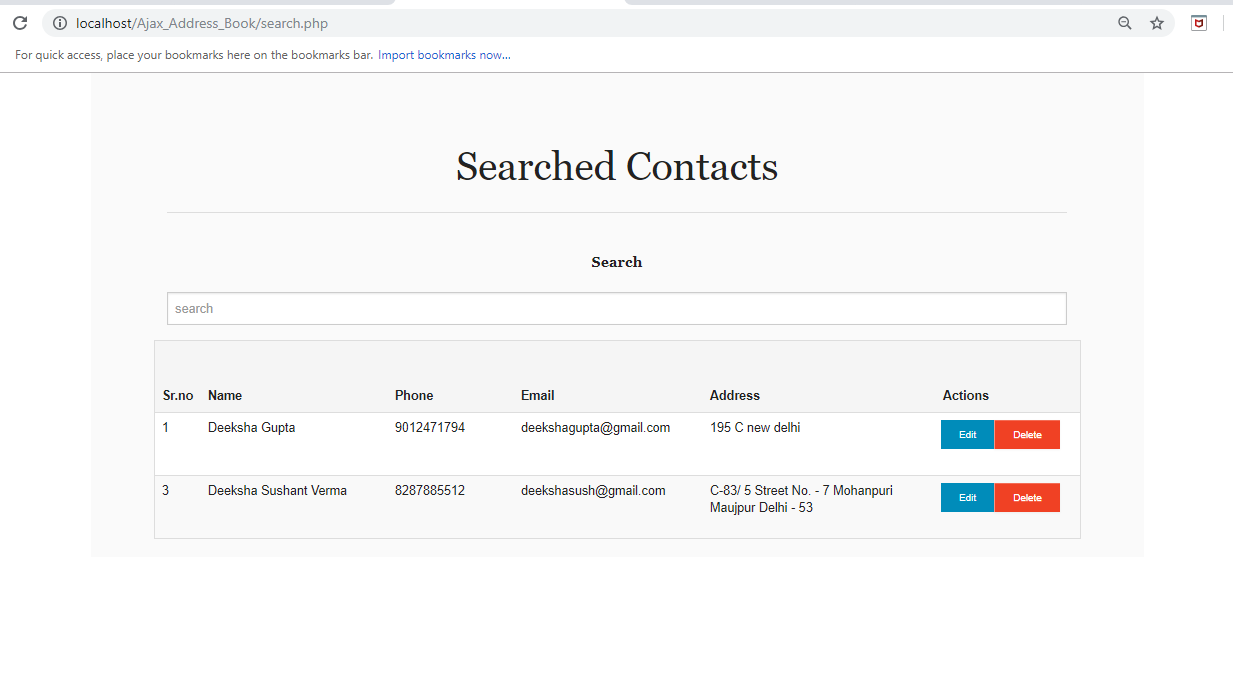 localhost/Ajax_Address_Book/search.php
For quick access, place your bookmarks here on the bookmarks bar. Import bookmarks now...
Searched Contacts
Search
search
Sr.no Name Phone Email Address Actions
1 Deeksha Gupta 9012471794 deekshagupta@gmail.com 195 C new delhi Edit Delete
3 Deeksha Sushant Verma 8287885512 deekshasush@gmail.com C-83/ 5 Street No. - 7 Mohanpuri Edit Delete
Maujpur Delhi - 53